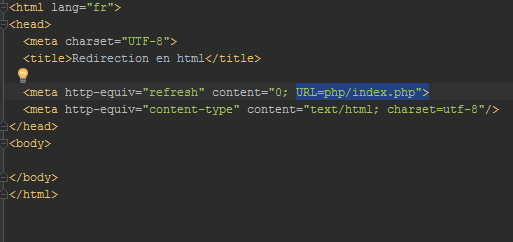 <html lang="fr">
<head>
<meta charset="UTF-8">
<title>Redirection en html</title>
<meta http-equiv="refresh" content="0; URL=php/index.php">
<meta http-equiv="content-type" content="text/html; charset=utf-8"/>
</head>
<body>
</body>
</html>